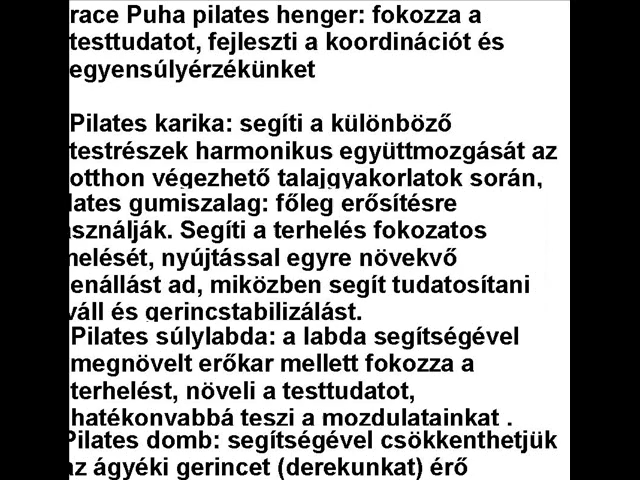 race Puha pilates henger: fokozza a
testtudatot, fejleszti a koordinációt és
egyensúlyérzékünket
Pilates karika: segíti a különböző
testrészek harmonikus együttmozgását az
otthon végezhető talajgyakorlatok során,
lates gumiszalag: főleg erősítésre
sználják. Segíti a terhelés fokozatos
nelését, nyújtással egyre növekvő
enállást ad, miközben segít tudatosítani
váll és gerincstabilizálást.
Pilates súlylabda: a labda segítségével
megnövelt erőkar mellett fokozza a
terhelést, növeli a testtudatot,
hatékonyabbá teszi a mozdulatainkat .
Pilates domb: segítségével csökkenthetjük
az ágyéki gerincet (derekunkat) érő